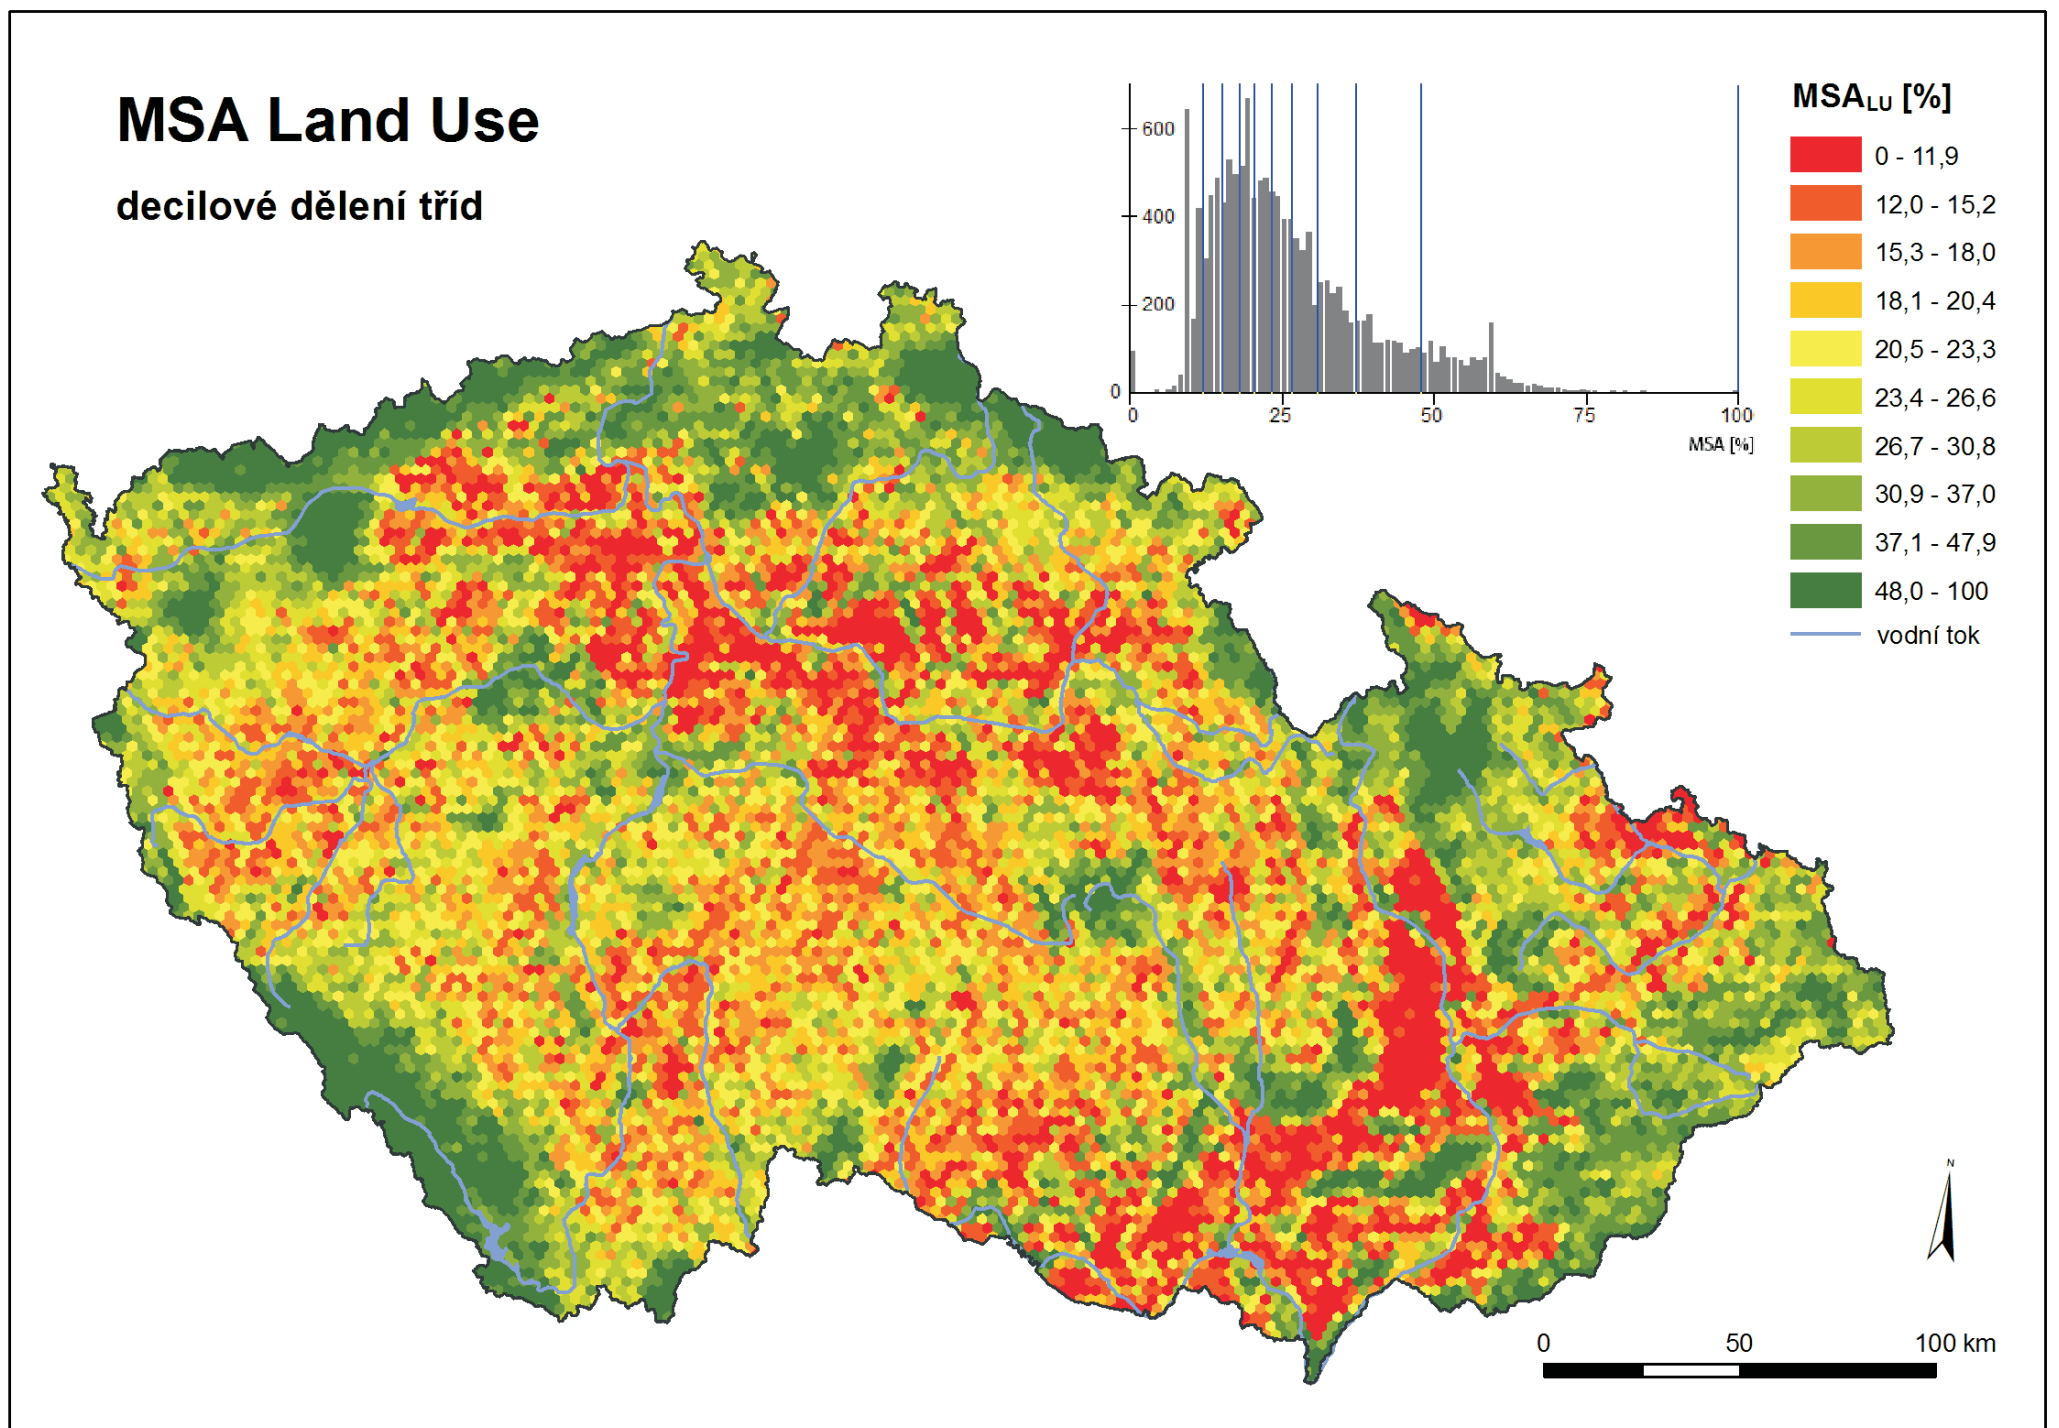 MSA Land Use
decilové dělení tříd
600
400
200
0
0
25
50
75
100
MSA [%]
MSALU [%]
0 - 11,9
12,0 - 15,2
15,3 - 18,0
18,1 - 20,4
20,5 - 23,3
23,4 - 26,6
26,7 - 30,8
30,9 - 37,0
37,1 - 47,9
48,0 - 100
vodní tok
N
0 50 100 km